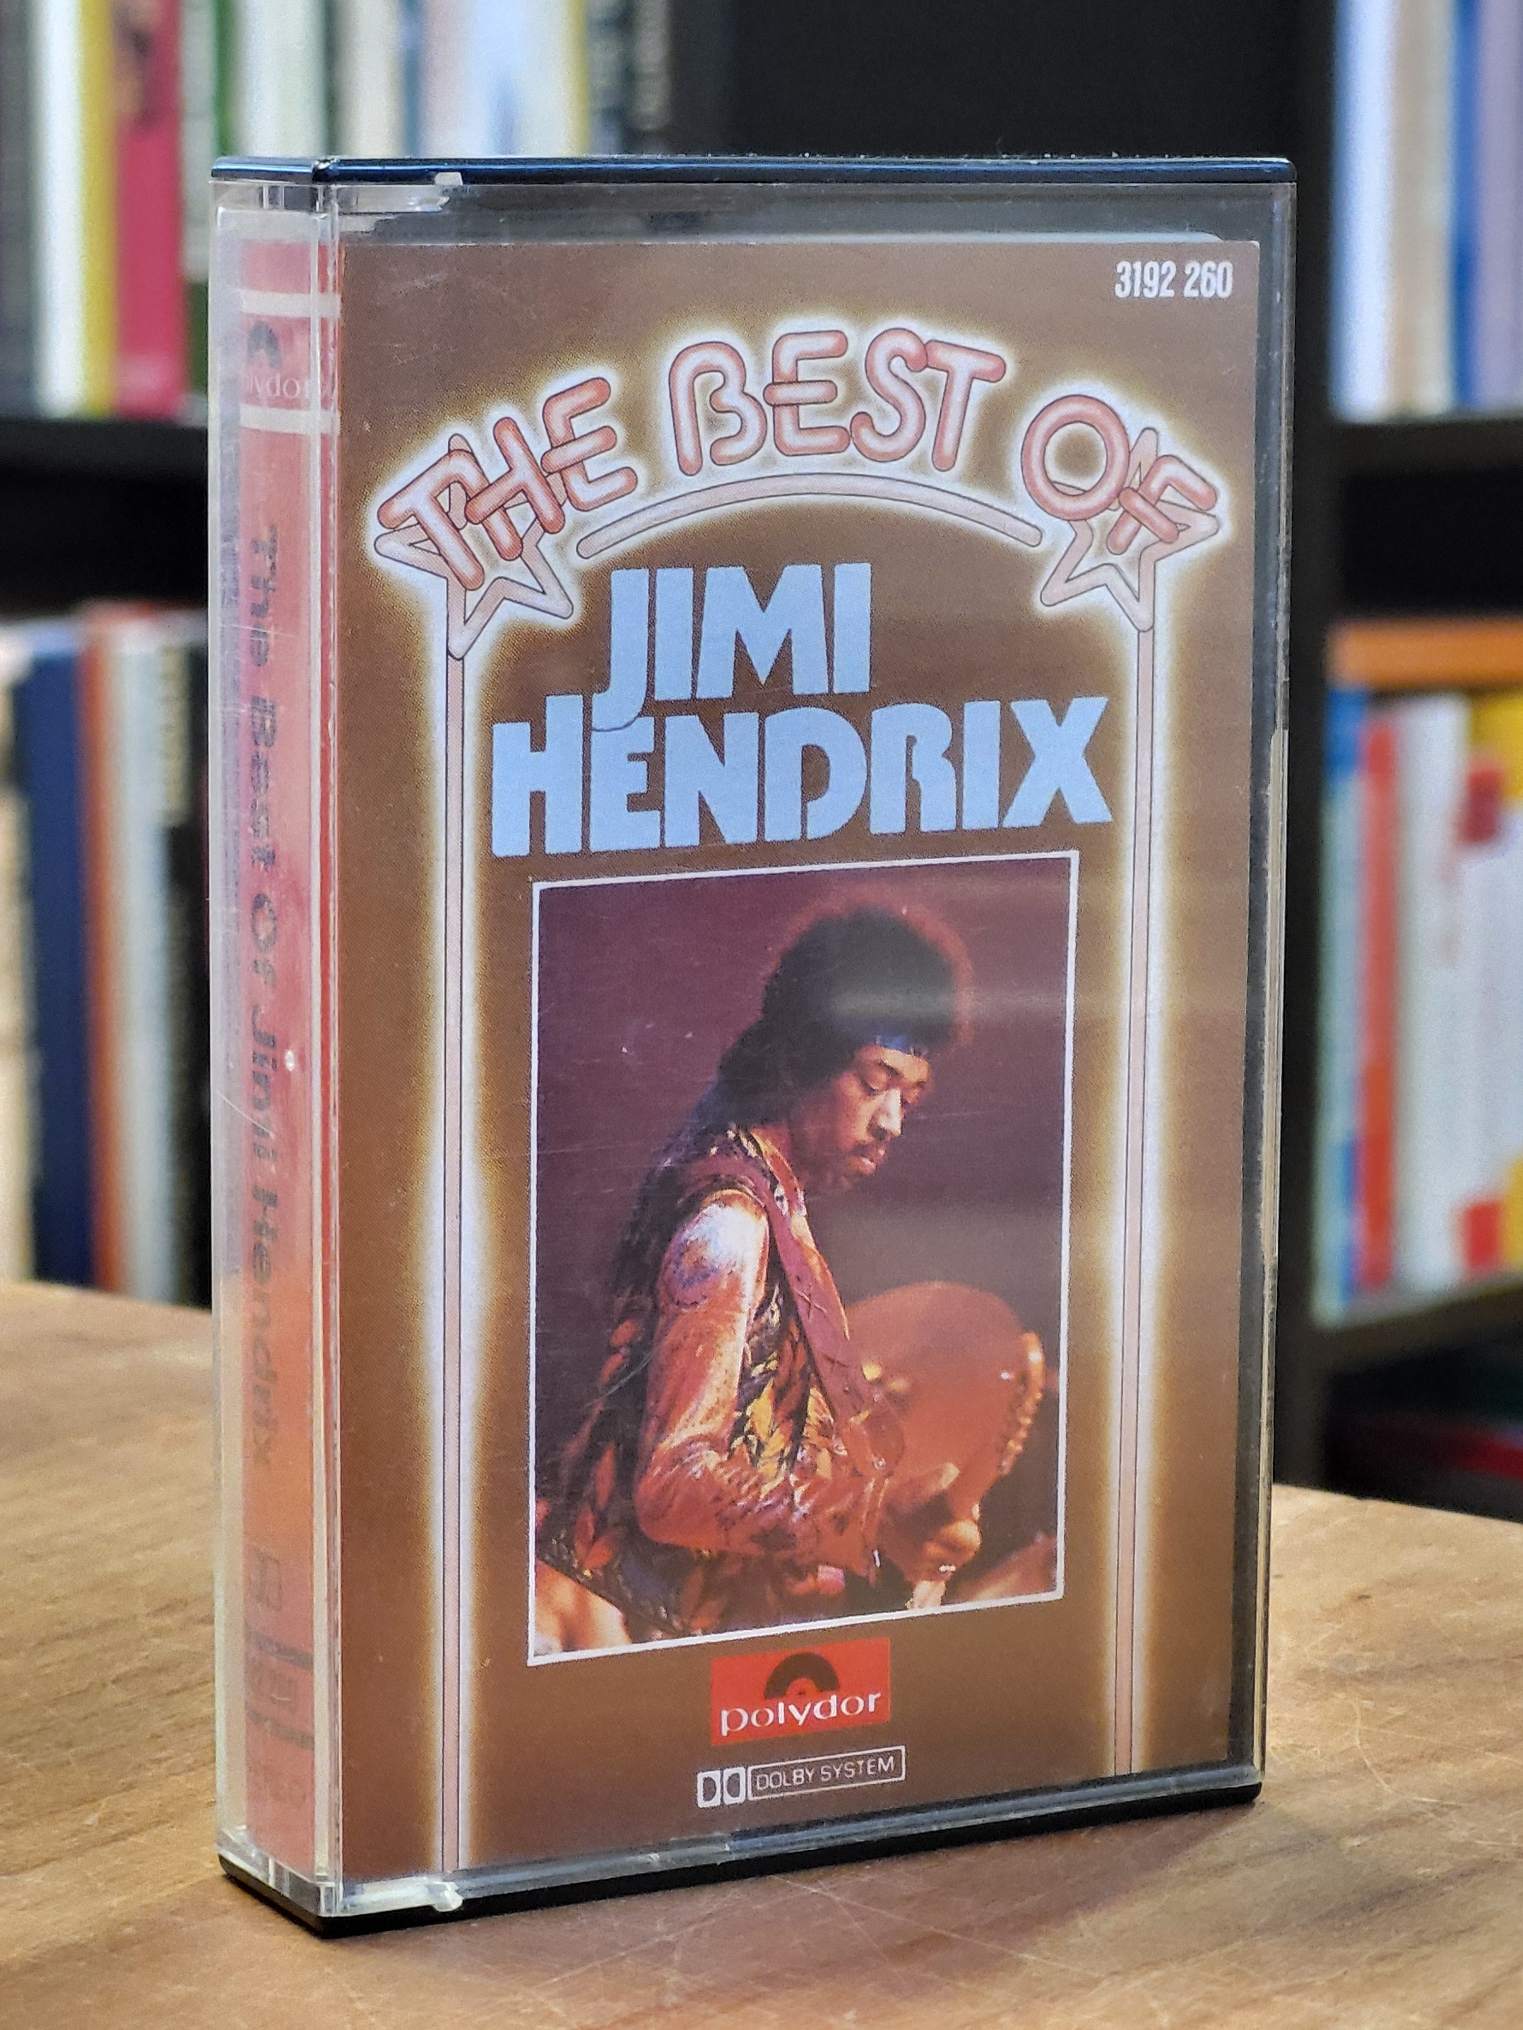 3192 260
THE BEST OF
JIMI
HENDRIX
polydor
DOLBY SYSTEM
The Best Of Jimi Hendrix